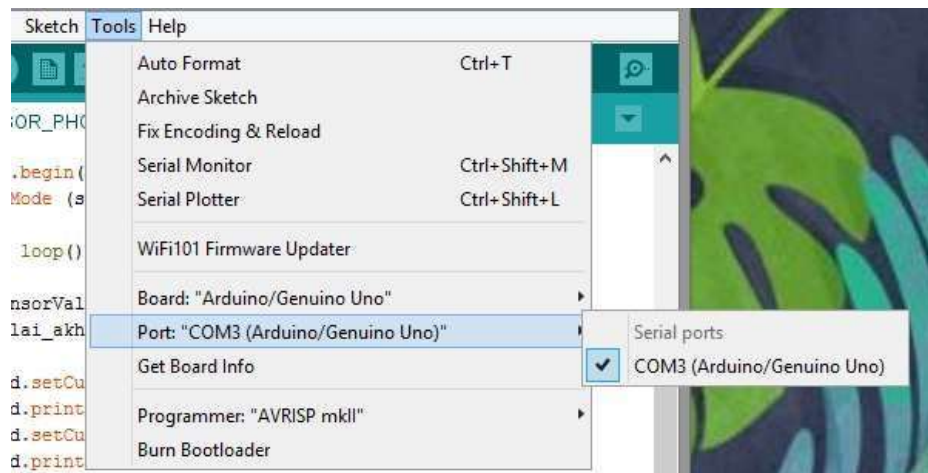 Sketch Tools Help
Auto Format Ctrl+T
Archive Sketch
Fix Encoding & Reload
Serial Monitor Ctrl+Shift+M
Serial Plotter Ctrl+Shift+L
WiFi101 Firmware Updater
Board: "Arduino/Genuino Uno"
Port: "COM3 (Arduino/Genuino Uno)"
Get Board Info
Programmer: "AVRISP mkII"
Burn Bootloader
Serial ports
COM3 (Arduino/Genuino Uno)
OR_PHO
.begin(
Mode (s
loop()
nsorVal
lai_akh
d.setCu
d.print
d.setCu
d.print